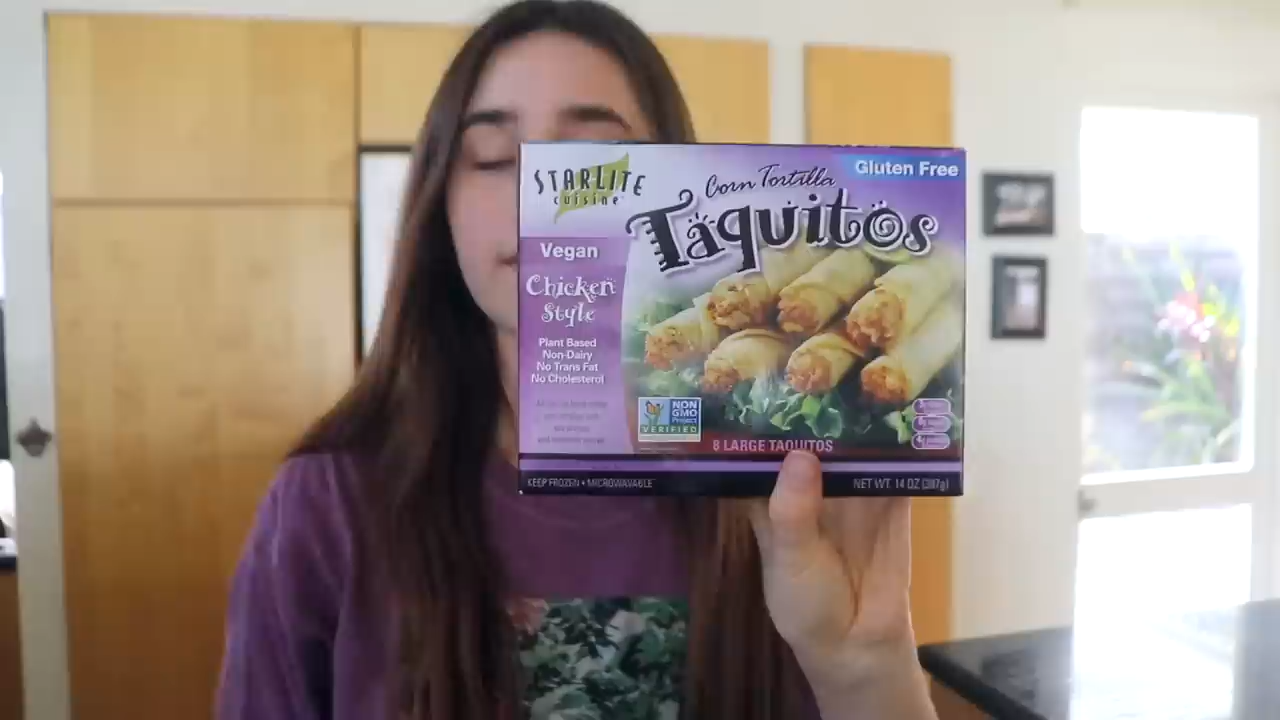 STARLITE
cuisine
Corn Tortilla
Gluten Free
Taquitos
Vegan
Chicken
Style
Plant Based
Non-Dairy
No Trans Fat
No Cholesterol
NON
GMO
Project
VERIFIED
8 LARGE TAQUITOS
KEEP FROZEN • MICROWAVABLE
NET WT. 14 OZ (397g)